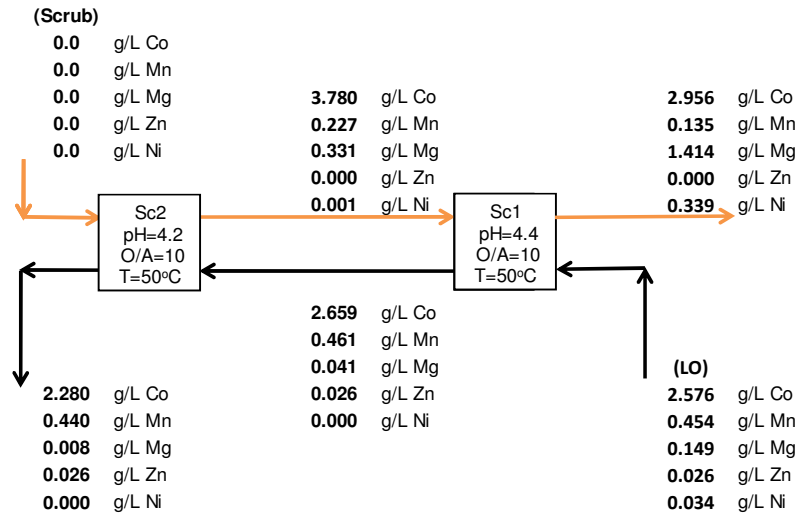 (Scrub)
0.0 g/L Co
0.0 g/L Mn
0.0 g/L Mg
0.0 g/L Zn
0.0 g/L Ni
3.780 g/L Co
0.227 g/L Mn
0.331 g/L Mg
0.000 g/L Zn
0.001 g/L Ni
2.956 g/L Co
0.135 g/L Mn
1.414 g/L Mg
0.000 g/L Zn
0.339 g/L Ni
Sc2
pH=4.2
O/A=10
T=50ºC
Sc1
pH=4.4
O/A=10
T=50ºC
2.659 g/L Co
0.461 g/L Mn
0.041 g/L Mg
0.026 g/L Zn
0.000 g/L Ni
2.280 g/L Co
0.440 g/L Mn
0.008 g/L Mg
0.026 g/L Zn
0.000 g/L Ni
(LO)
2.576 g/L Co
0.454 g/L Mn
0.149 g/L Mg
0.026 g/L Zn
0.034 g/L Ni